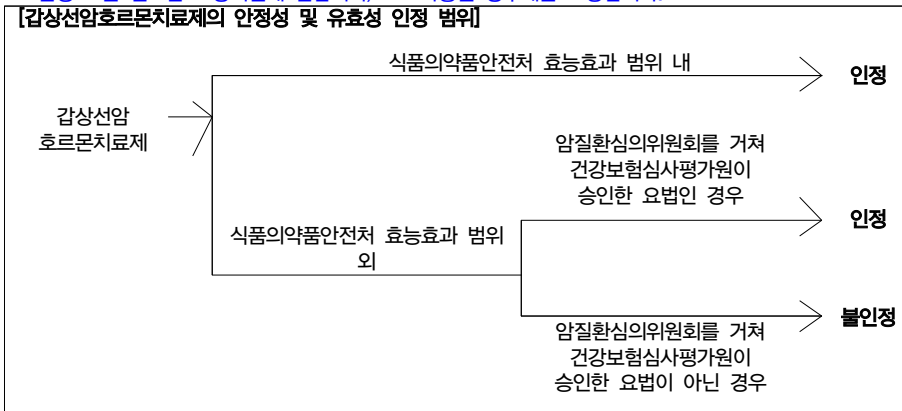 [갑상선암호르몬치료제의 안정성 및 유효성 인정 범위]
식품의약품안전처 효능효과 범위 내
인정
갑상선암
호르몬치료제
암질환심의위원회를 거쳐
건강보험심사평가원이
승인한 요법인 경우
인정
식품의약품안전처 효능효과 범위
외
불인정
암질환심의위원회를 거쳐
건강보험심사평가원이
승인한 요법이 아닌 경우